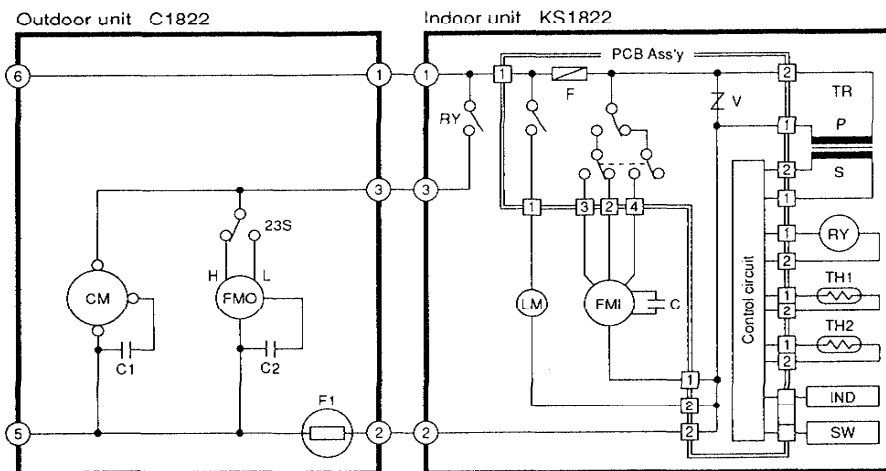 Outdoor unit C1822
Indoor unit KS1822
PCB Ass'y
6
1
1
1
F
2
TR
V
RY
1
P
2
S
3
3
1
3
2
4
1
23S
1
RY
2
H
L
CM
FMO
LM
FMI
C
Control circuit
1
TH1
2
1
TH2
2
C1
C2
1
F1
2
IND
5
2
2
2
SW